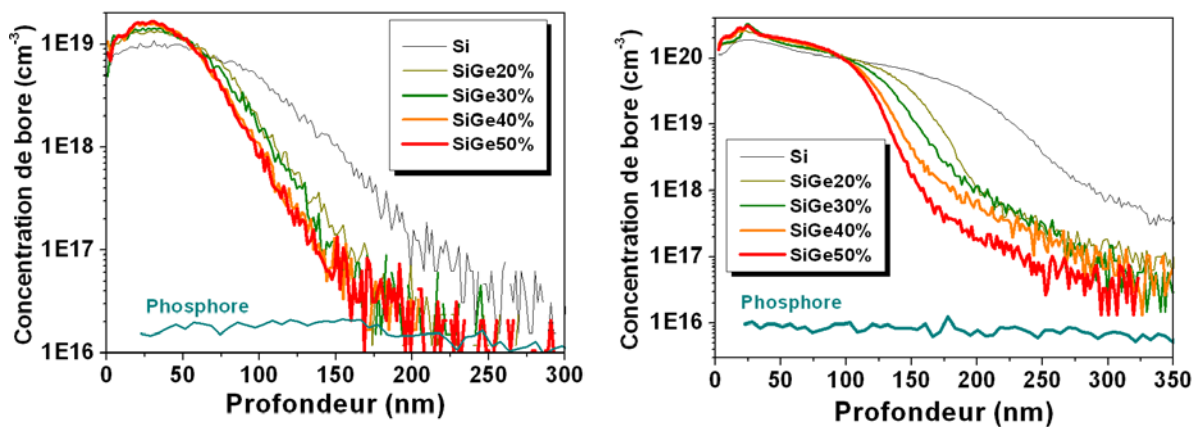 Concentration de bore (cm-3)
1E19
1E18
1E17
1E16
Si
SiGe20%
SiGe30%
SiGe40%
SiGe50%
Phosphore
0
50
100
150
200
250
300
Profondeur (nm)
Concentration de bore (cm-3)
1E20
1E19
1E18
1E17
1E16
Si
SiGe20%
SiGe30%
SiGe40%
SiGe50%
Phosphore
0
50
100
150
200
250
300
350
Profondeur (nm)